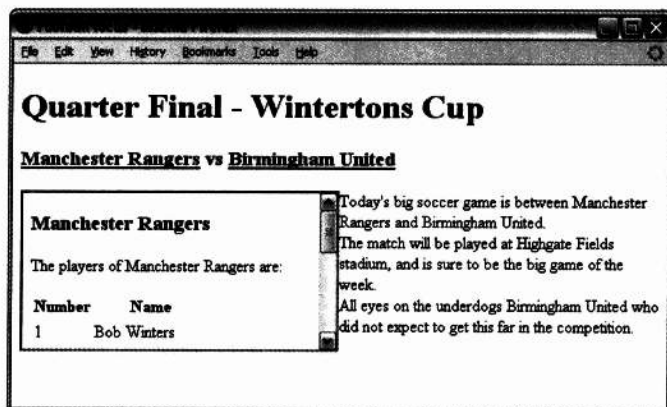 File Edit View History Bookmarks Tools Help
Quarter Final - Wintertons Cup
Manchester Rangers vs Birmingham United
Manchester Rangers
The players of Manchester Rangers are:
Number Name
1 Bob Winters
Today's big soccer game is between Manchester
Rangers and Birmingham United.
The match will be played at Highgate Fields
stadium, and is sure to be the big game of the
week.
All eyes on the underdogs Birmingham United who
did not expect to get this far in the competition.